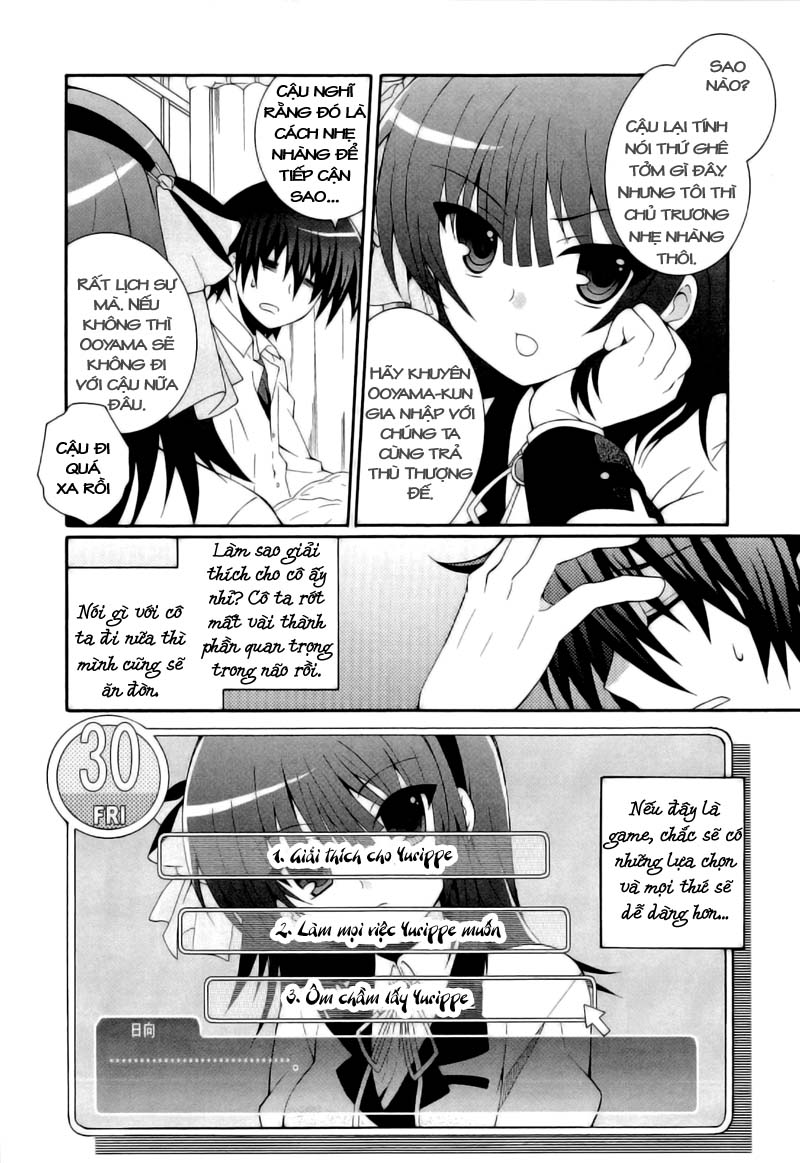 SAO
NÀO?
CẬU LẠI TÍNH
NÓI THỨ GHÊ
TỞM GÌ ĐÂY.
NHƯNG TÔI THÌ
CHỦ TRƯƠNG
NHẸ NHÀNG
THÔI.
HÃY KHUYÊN
OOYAMA-KUN
GIA NHẬP VỚI
CHÚNG TA
CÙNG TRẢ
THÙ THƯỢNG
ĐẾ.
CẬU NGHĨ
RẰNG ĐÓ LÀ
CÁCH NHẸ
NHÀNG ĐỂ
TIẾP CẬN
SAO...
RẤT LỊCH SỰ
MÀ. NẾU
KHÔNG THÌ
OOYAMA SẼ
KHÔNG ĐI
VỚI CẬU NỮA
ĐÂU.
CẬU ĐI
QUÁ
XA RỒI
Làm sao giải
thích cho cô ấy
nhỉ? Cô ta rớt
mất vài thành
phần quan trọng
trong não rồi.
Nói gì với cô
ta đi nữa thì
mình cũng sẽ
ăn đòn.
30
FRI
Nếu đây là
game, chắc sẽ có
những lựa chọn
và mọi thứ sẽ
dễ dàng hơn...
1. Giải thích cho Yurippe
2. Làm mọi việc Yurippe muốn
3. Ôm chầm lấy Yurippe
日向
..............................。